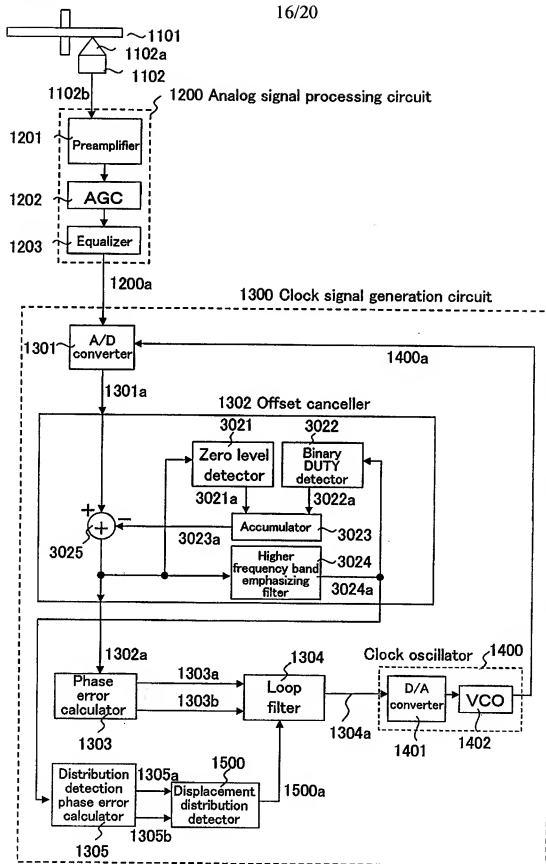 16/20
1101
1102a
1102
1102b
1200 Analog signal processing circuit
1201
Preamplifier
AGC
1202
Equalizer
1203
1200a
1300 Clock signal generation circuit
A/D
converter
1301
1400a
1301a
1302 Offset canceller
3021
3022
Zero level
detector
Binary
DUTY
detector
3021a
3022a
+
−
+
3025
3023a
Accumulator
3023
Higher
frequency band
emphasizing
filter
3024
3024a
1302a
Phase
error
calculator
1303
1303a
1303b
1304
Loop
filter
1304a
Clock oscillator
1400
D/A
converter
VCO
1401
1402
Distribution
detection
phase error
calculator
1305
1305a
1305b
1500
Displacement
distribution
detector
1500a